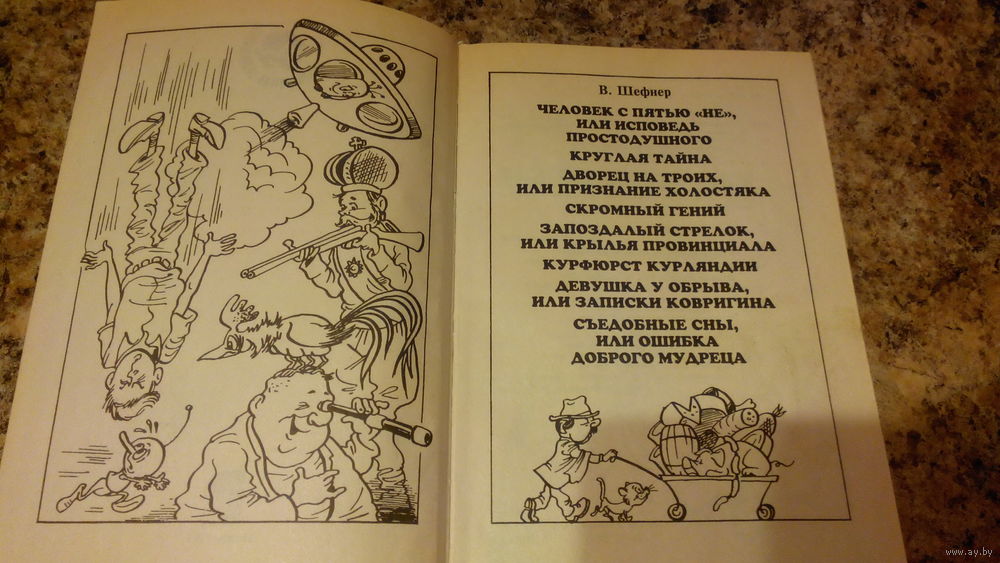 В. Шефнер
ЧЕЛОВЕК С ПЯТЬЮ «НЕ»,
ИЛИ ИСПОВЕДЬ
ПРОСТОДУШНОГО
КРУГЛАЯ ТАЙНА
ДВОРЕЦ НА ТРОИХ,
ИЛИ ПРИЗНАНИЕ ХОЛОСТЯКА
СКРОМНЫЙ ГЕНИЙ
ЗАПОЗДАЛЫЙ СТРЕЛОК,
ИЛИ КРЫЛЬЯ ПРОВИНЦИАЛА
КУРФЮРСТ КУРЛЯНДИИ
ДЕВУШКА У ОБРЫВА,
ИЛИ ЗАПИСКИ КОВРИГИНА
СЪЕДОБНЫЕ СНЫ,
ИЛИ ОШИБКА
ДОБРОГО МУДРЕЦА
www.ay.by